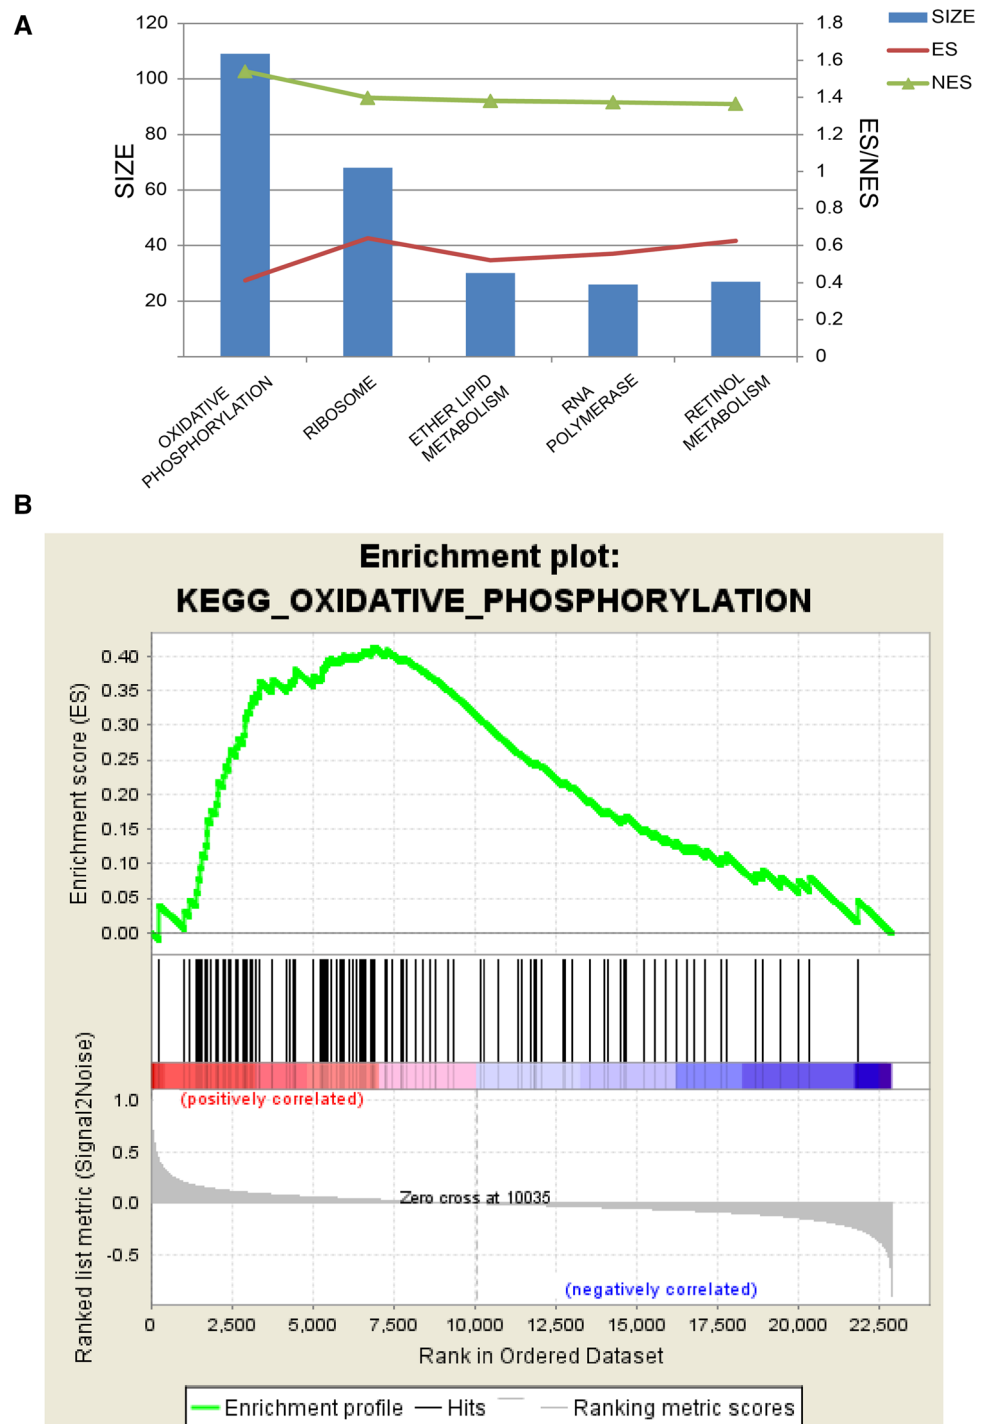 A
120
100
80
60
40
20
SIZE
1.8
1.6
1.4
1.2
1
0.8
0.6
0.4
0.2
0
ES/NES
SIZE
ES
NES
OXIDATIVE
PHOSPHORYLATION
RIBOSOME
ETHER LIPID
METABOLISM
RNA
POLYMERASE
RETINOL
METABOLISM
B
Enrichment plot:
KEGG_OXIDATIVE_PHOSPHORYLATION
Enrichment score (ES)
0.40
0.35
0.30
0.25
0.20
0.15
0.10
0.05
0.00
Ranked list metric (Signal2Noise)
(positively correlated)
1.0
0.5
0.0
-0.5
Zero cross at 10035
(negatively correlated)
0 2,500 5,000 7,500 10,000 12,500 15,000 17,500 20,000 22,500
Rank in Ordered Dataset
Enrichment profile Hits Ranking metric scores